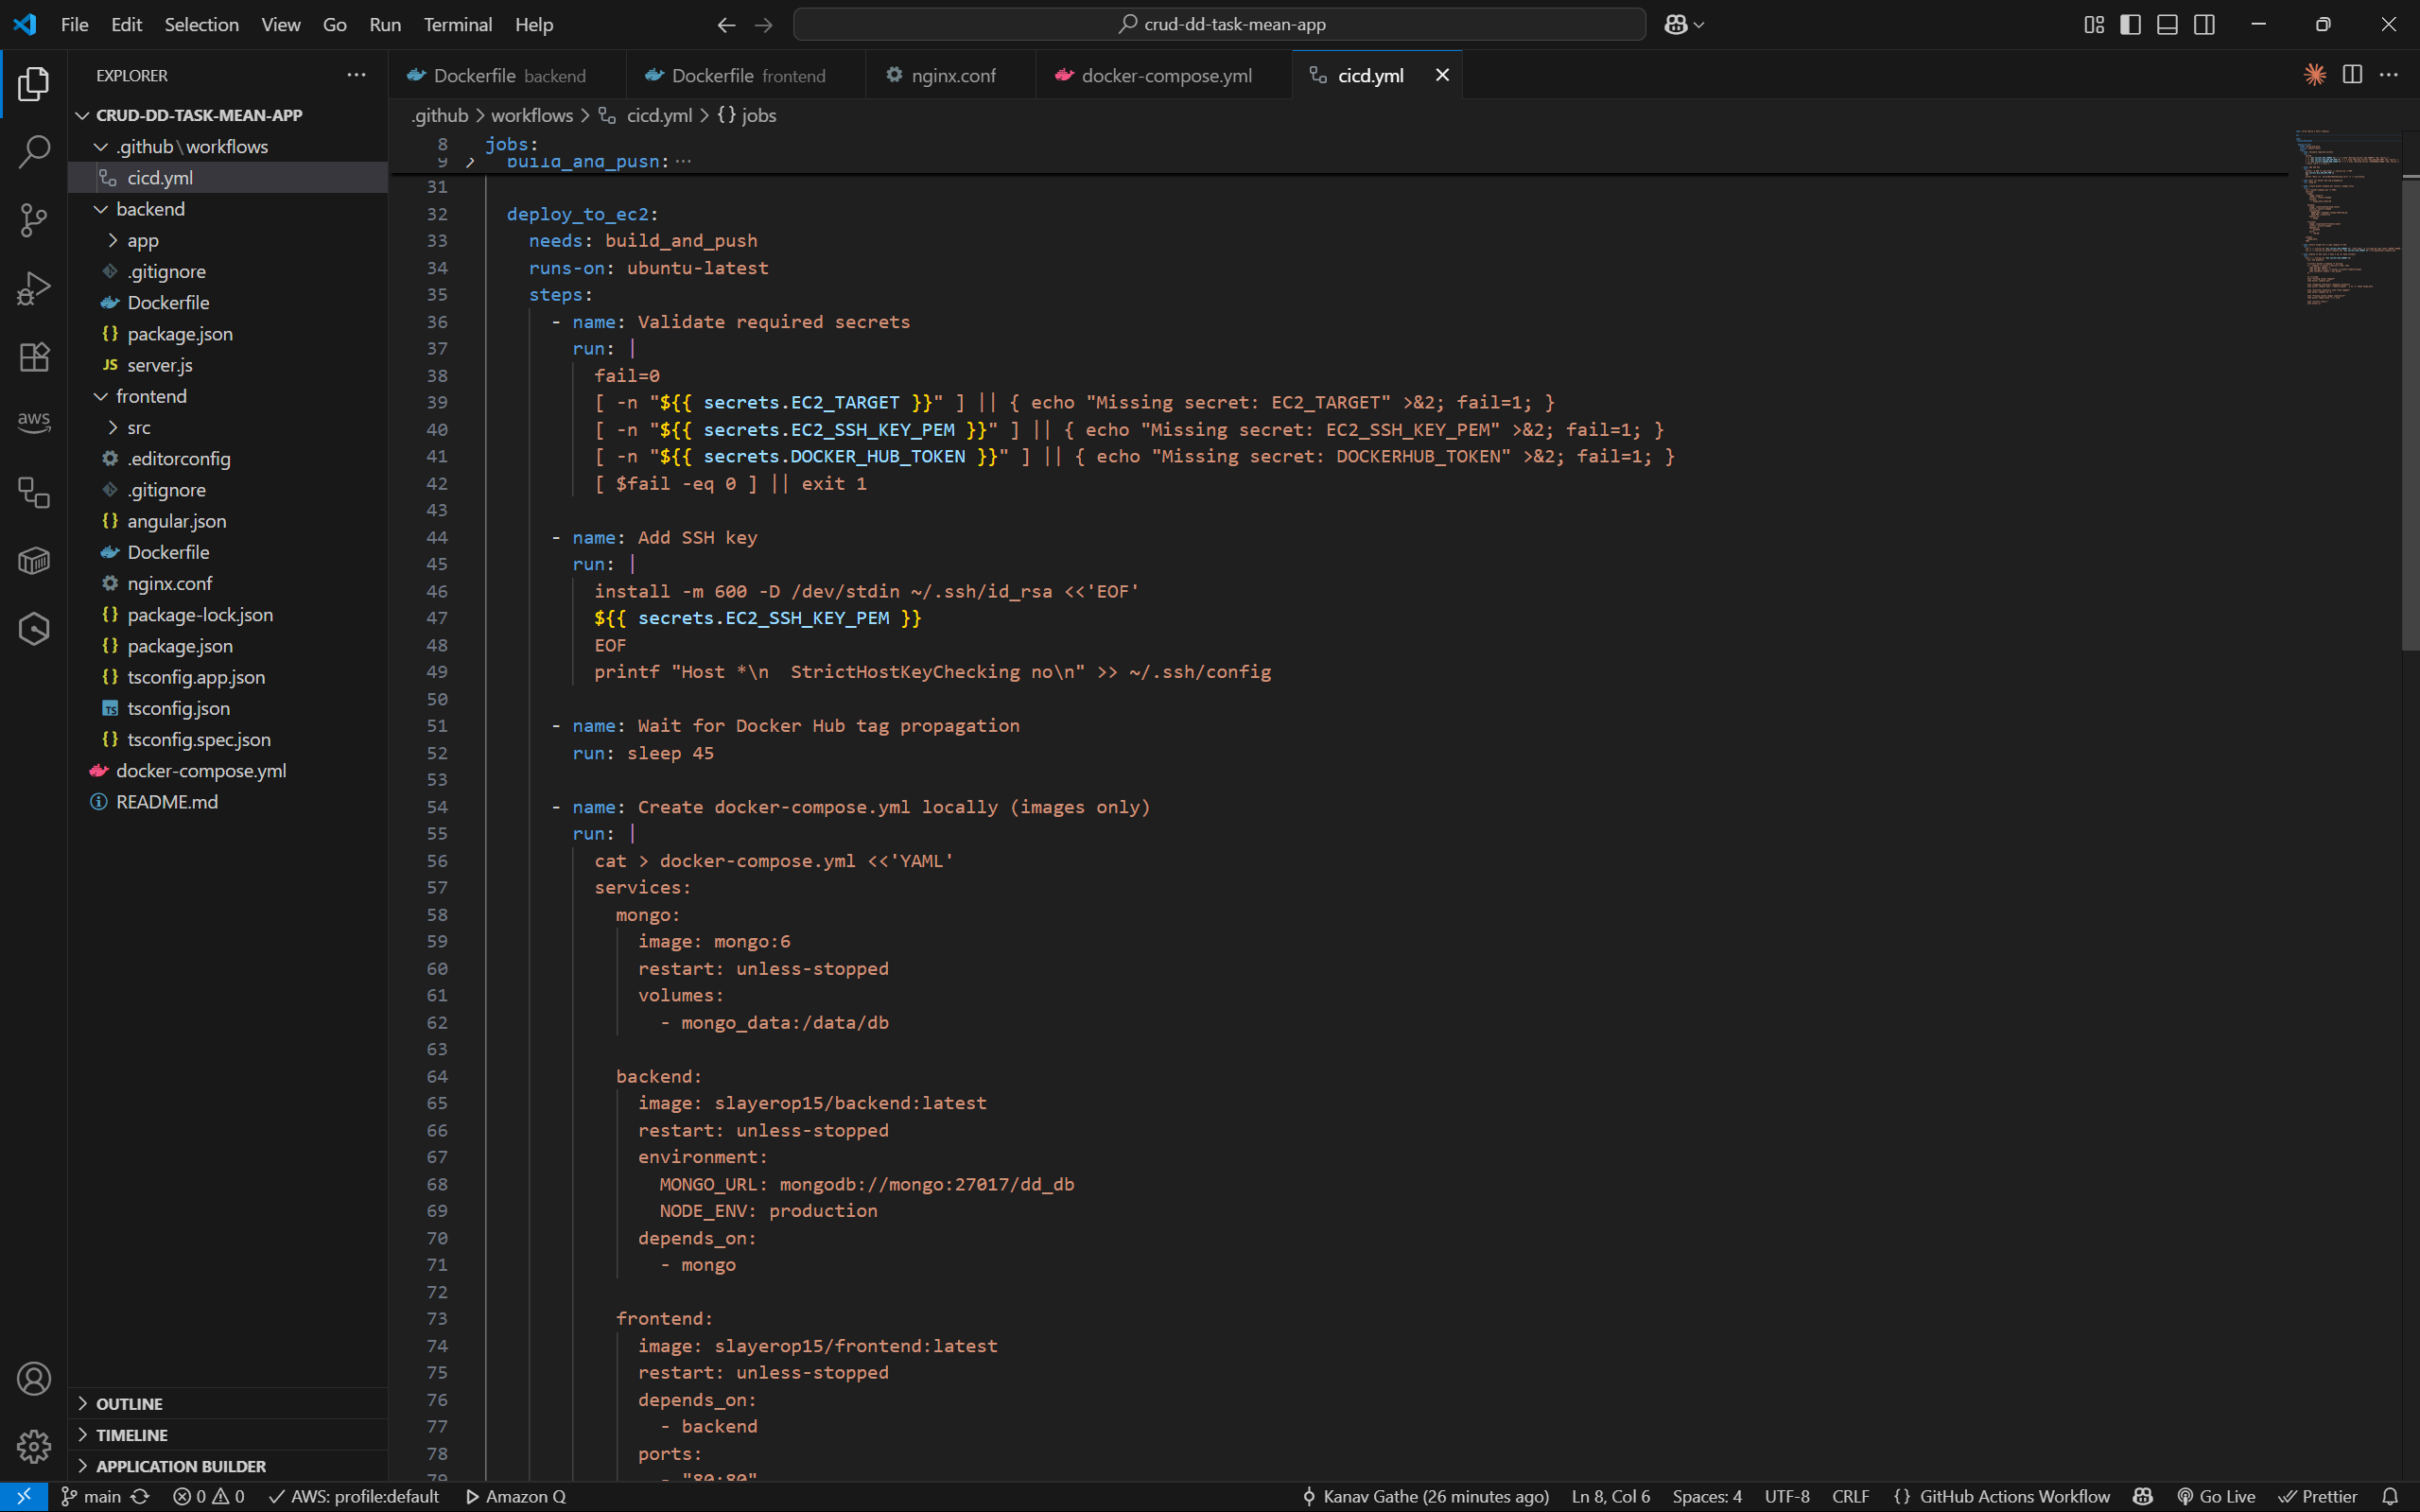 File Edit Selection View Go Run Terminal Help
crud-dd-task-mean-app
EXPLORER
CRUD-DD-TASK-MEAN-APP
.github\workflows
cicd.yml
backend
app
.gitignore
Dockerfile
package.json
JS server.js
frontend
src
.editorconfig
.gitignore
angular.json
Dockerfile
nginx.conf
package-lock.json
package.json
tsconfig.app.json
TS tsconfig.json
tsconfig.spec.json
docker-compose.yml
README.md
OUTLINE
TIMELINE
APPLICATION BUILDER
aws
Dockerfile backend
Dockerfile frontend
nginx.conf
docker-compose.yml
cicd.yml
.github > workflows > cicd.yml > {} jobs
8 jobs:
9 build_and_push: ...
31
32 deploy_to_ec2:
33 needs: build_and_push
34 runs-on: ubuntu-latest
35 steps:
36 - name: Validate required secrets
37 run: |
38 fail=0
39 [ -n "${{ secrets.EC2_TARGET }}" ] || { echo "Missing secret: EC2_TARGET" >&2; fail=1; }
40 [ -n "${{ secrets.EC2_SSH_KEY_PEM }}" ] || { echo "Missing secret: EC2_SSH_KEY_PEM" >&2; fail=1; }
41 [ -n "${{ secrets.DOCKER_HUB_TOKEN }}" ] || { echo "Missing secret: DOCKERHUB_TOKEN" >&2; fail=1; }
42 [ $fail -eq 0 ] || exit 1
43
44 - name: Add SSH key
45 run: |
46 install -m 600 -D /dev/stdin ~/.ssh/id_rsa <<'EOF'
47 ${{ secrets.EC2_SSH_KEY_PEM }}
48 EOF
49 printf "Host *\n  StrictHostKeyChecking no\n" >> ~/.ssh/config
50
51 - name: Wait for Docker Hub tag propagation
52 run: sleep 45
53
54 - name: Create docker-compose.yml locally (images only)
55 run: |
56 cat > docker-compose.yml <<'YAML'
57 services:
58 mongo:
59 image: mongo:6
60 restart: unless-stopped
61 volumes:
62 - mongo_data:/data/db
63
64 backend:
65 image: slayerop15/backend:latest
66 restart: unless-stopped
67 environment:
68 MONGO_URL: mongodb://mongo:27017/dd_db
69 NODE_ENV: production
70 depends_on:
71 - mongo
72
73 frontend:
74 image: slayerop15/frontend:latest
75 restart: unless-stopped
76 depends_on:
77 - backend
78 ports:
79 - "80:80"
main 0 0 AWS: profile:default Amazon Q Kanav Gathe (26 minutes ago) Ln 8, Col 6 Spaces: 4 UTF-8 CRLF {} GitHub Actions Workflow Go Live Prettier